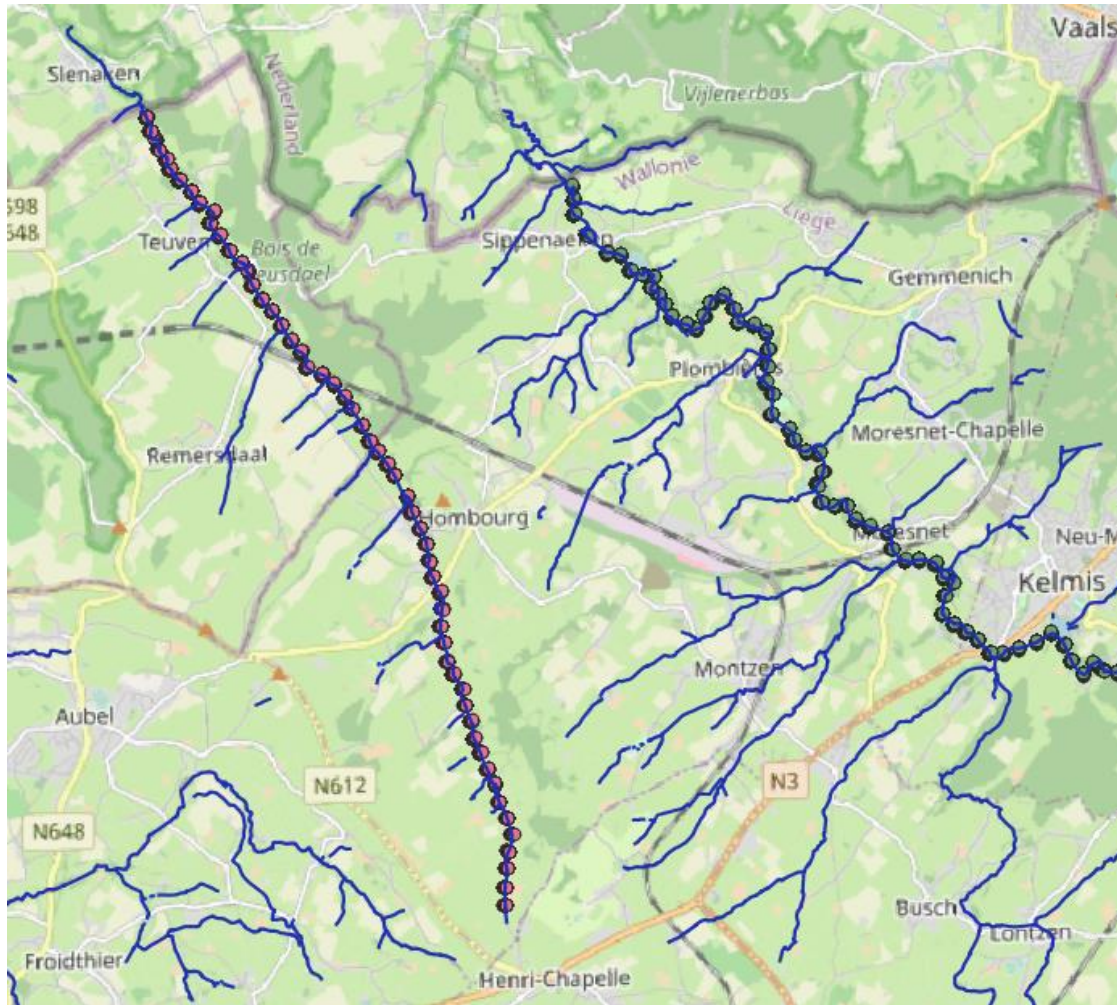 Vaals
Slenaken
Nederland
Vijlenerbos
Wallonie
Liège
598
648
Teuven
Bois de
Sippenaeken
Gemmenich
Plombières
Moresnet-Chapelle
Remersdaal
Hombourg
Moresnet
Neu-M
Kelmis
Montzen
Aubel
N612
N3
N648
Busch
Lontzen
Froidthier
Henri-Chapelle